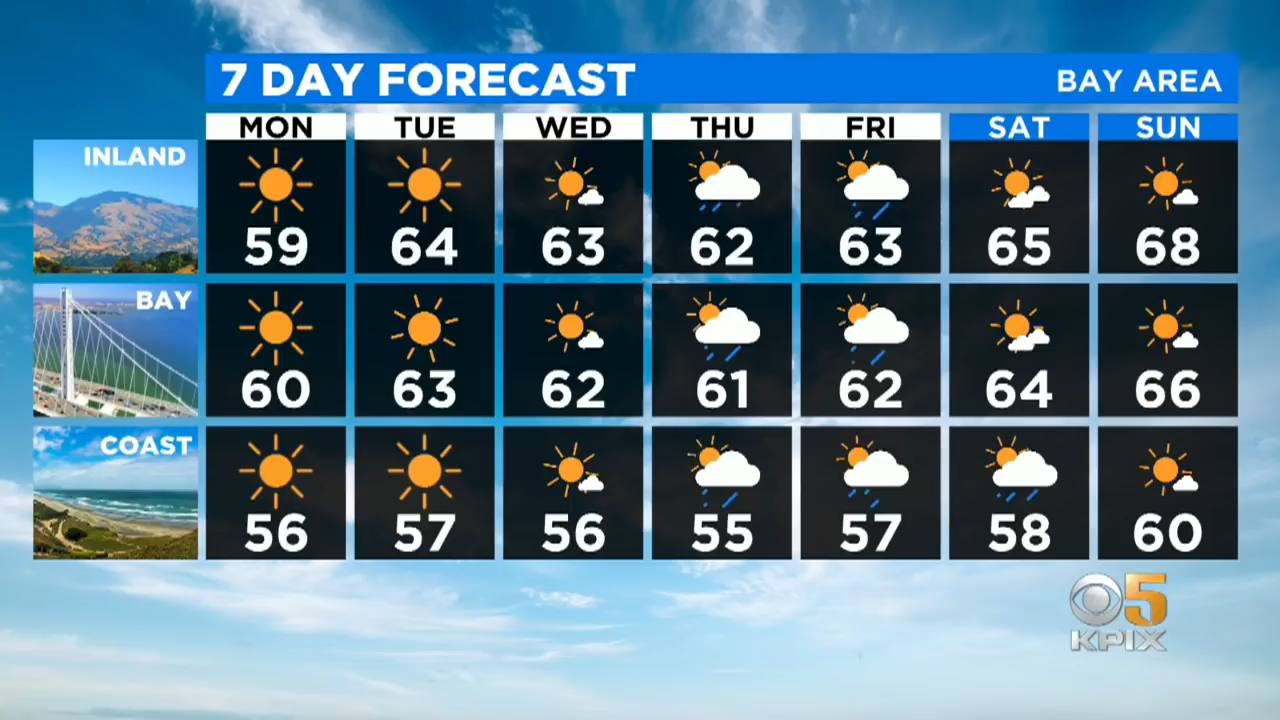 7 DAY FORECAST BAY AREA
MON TUE WED THU FRI SAT SUN
INLAND
59 64 63 62 63 65 68
BAY
60 63 62 61 62 64 66
COAST
56 57 56 55 57 58 60
5
KPIX